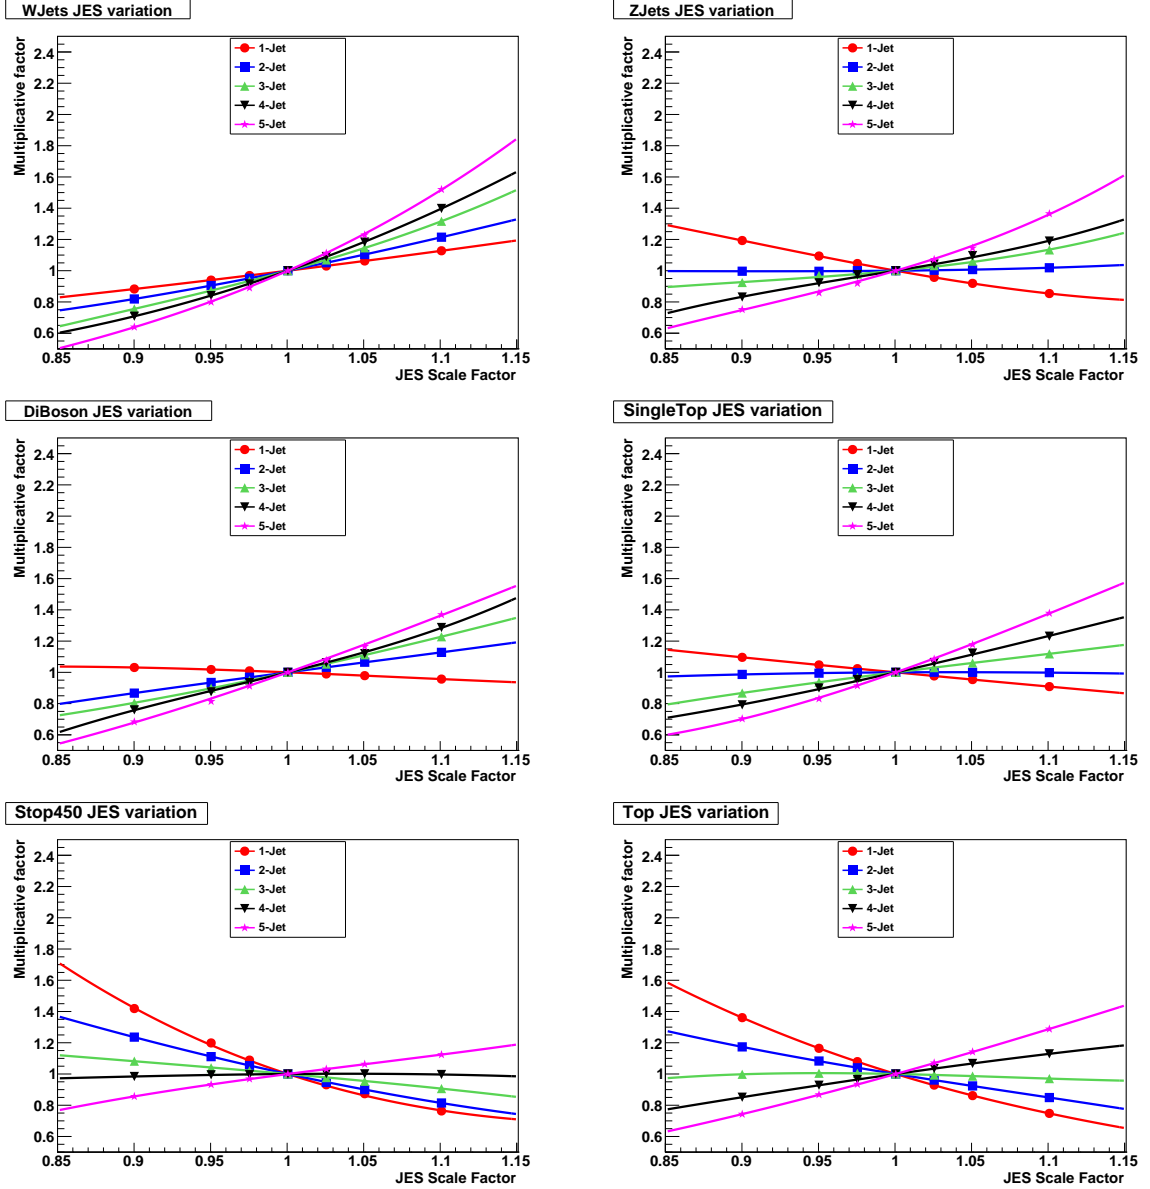 WJets JES variation
Multiplicative factor
2.4
2.2
2
1.8
1.6
1.4
1.2
1
0.8
0.6
1-Jet
2-Jet
3-Jet
4-Jet
5-Jet
0.85 0.9 0.95 1 1.05 1.1 1.15
JES Scale Factor
ZJets JES variation
Multiplicative factor
2.4
2.2
2
1.8
1.6
1.4
1.2
1
0.8
0.6
1-Jet
2-Jet
3-Jet
4-Jet
5-Jet
0.85 0.9 0.95 1 1.05 1.1 1.15
JES Scale Factor
DiBoson JES variation
Multiplicative factor
2.4
2.2
2
1.8
1.6
1.4
1.2
1
0.8
0.6
1-Jet
2-Jet
3-Jet
4-Jet
5-Jet
0.85 0.9 0.95 1 1.05 1.1 1.15
JES Scale Factor
SingleTop JES variation
Multiplicative factor
2.4
2.2
2
1.8
1.6
1.4
1.2
1
0.8
0.6
1-Jet
2-Jet
3-Jet
4-Jet
5-Jet
0.85 0.9 0.95 1 1.05 1.1 1.15
JES Scale Factor
Stop450 JES variation
Multiplicative factor
2.4
2.2
2
1.8
1.6
1.4
1.2
1
0.8
0.6
1-Jet
2-Jet
3-Jet
4-Jet
5-Jet
0.85 0.9 0.95 1 1.05 1.1 1.15
JES Scale Factor
Top JES variation
Multiplicative factor
2.4
2.2
2
1.8
1.6
1.4
1.2
1
0.8
0.6
1-Jet
2-Jet
3-Jet
4-Jet
5-Jet
0.85 0.9 0.95 1 1.05 1.1 1.15
JES Scale Factor